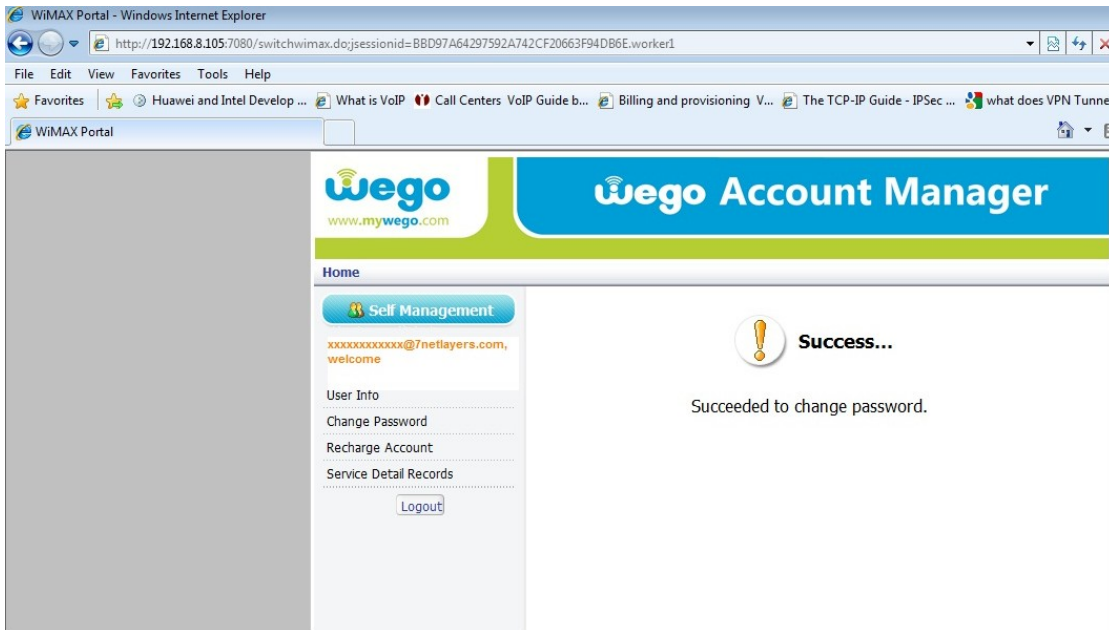 WiMAX Portal - Windows Internet Explorer
http://192.168.8.105:7080/switchwimax.do;jsessionid=BBD97A64297592A742CF20663F94DB6E.worker1
File Edit View Favorites Tools Help
Favorites Huawei and Intel Develop ... What is VoIP Call Centers VoIP Guide b... Billing and provisioning V... The TCP-IP Guide - IPSec ... what does VPN Tunne
WiMAX Portal
wego
www.mywego.com
wego Account Manager
Home
Self Management
xxxxxxxxxxxx@7netlayers.com,
welcome
User Info
Change Password
Recharge Account
Service Detail Records
Logout
Success...
Succeeded to change password.